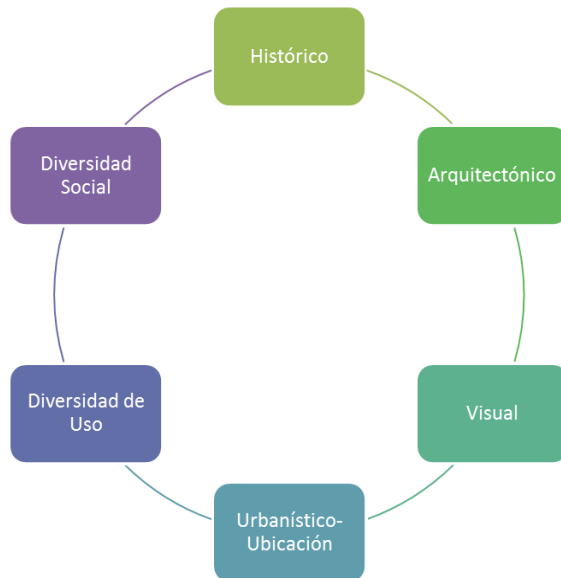 Histórico
Arquitectónico
Visual
Urbanístico-
Ubicación
Diversidad de
Uso
Diversidad
Social